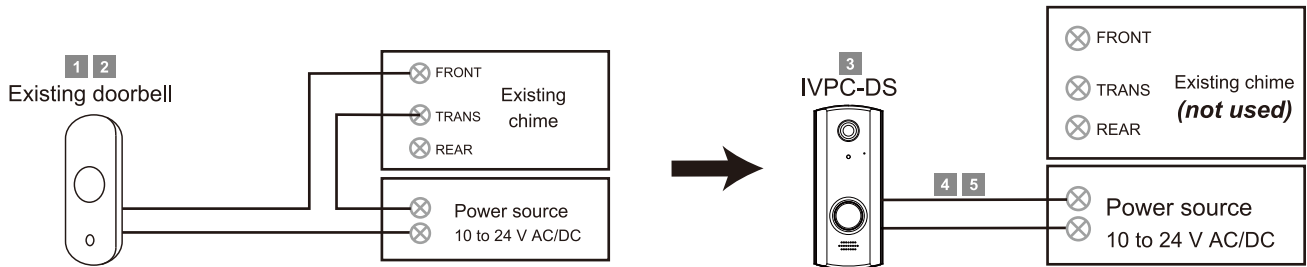 1 2
Existing doorbell
FRONT
TRANS
REAR
Existing
chime
Power source
10 to 24 V AC/DC
3
IVPC-DS
4 5
FRONT
TRANS
REAR
Existing chime
(not used)
Power source
10 to 24 V AC/DC